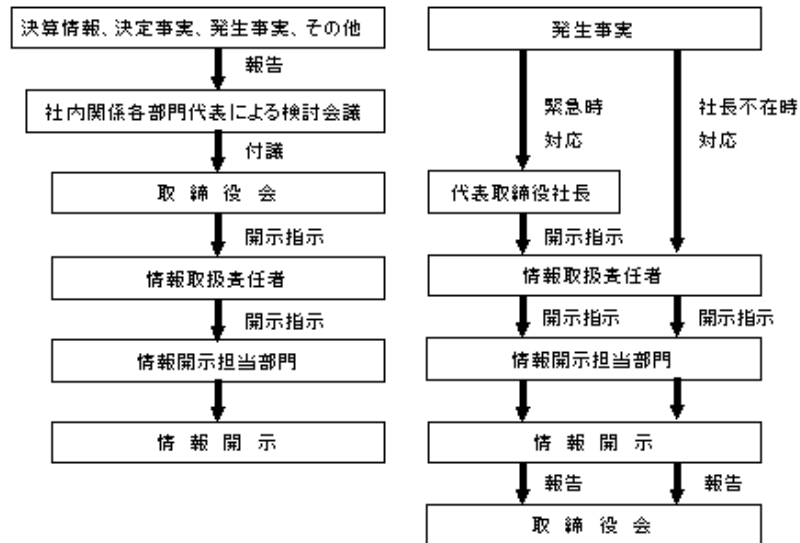 決算情報、決定事実、発生事実、その他
報告
社内関係各部門代表による検討会議
付議
取 締 役 会
開示指示
情報取扱責任者
開示指示
情報開示担当部門
情 報 開 示
発生事実
緊急時
対応
社長不在時
対応
代表取締役社長
開示指示
情報取扱責任者
開示指示
開示指示
情報開示担当部門
情 報 開 示
報告
報告
取 締 役 会